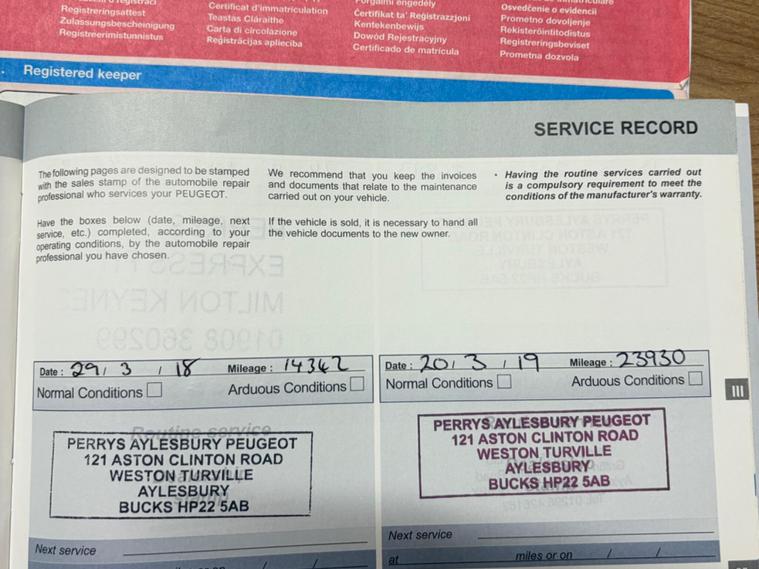 Registreringsattest
Zulassungsbescheinigung
Registreerimistunnistus
Certificat d'immatriculation
Teastas Cláraithe
Carta di circolazione
Reģistrācijas apliecība
Forgalmi engedély
Ċertifikat ta' Reġistrazzjoni
Kentekenbewijs
Dowód Rejestracyjny
Certificado de matrícula
Osvedčenie o evidencii
Prometno dovoljenje
Rekisteröintitodistus
Registreringsbeviset
Prometna dozvola
Registered keeper
SERVICE RECORD
The following pages are designed to be stamped
with the sales stamp of the automobile repair
professional who services your PEUGEOT.
Have the boxes below (date, mileage, next
service, etc.) completed, according to your
operating conditions, by the automobile repair
professional you have chosen.
We recommend that you keep the invoices
and documents that relate to the maintenance
carried out on your vehicle.
If the vehicle is sold, it is necessary to hand all
the vehicle documents to the new owner.
• Having the routine services carried out
is a compulsory requirement to meet the
conditions of the manufacturer's warranty.
Date : 29 / 3 / 18 Mileage : 14342
Normal Conditions Arduous Conditions
PERRYS AYLESBURY PEUGEOT
121 ASTON CLINTON ROAD
WESTON TURVILLE
AYLESBURY
BUCKS HP22 5AB
Next service
Date : 20 / 3 / 19 Mileage : 23930
Normal Conditions Arduous Conditions
PERRYS AYLESBURY PEUGEOT
121 ASTON CLINTON ROAD
WESTON TURVILLE
AYLESBURY
BUCKS HP22 5AB
Next service
at miles or on / /
III